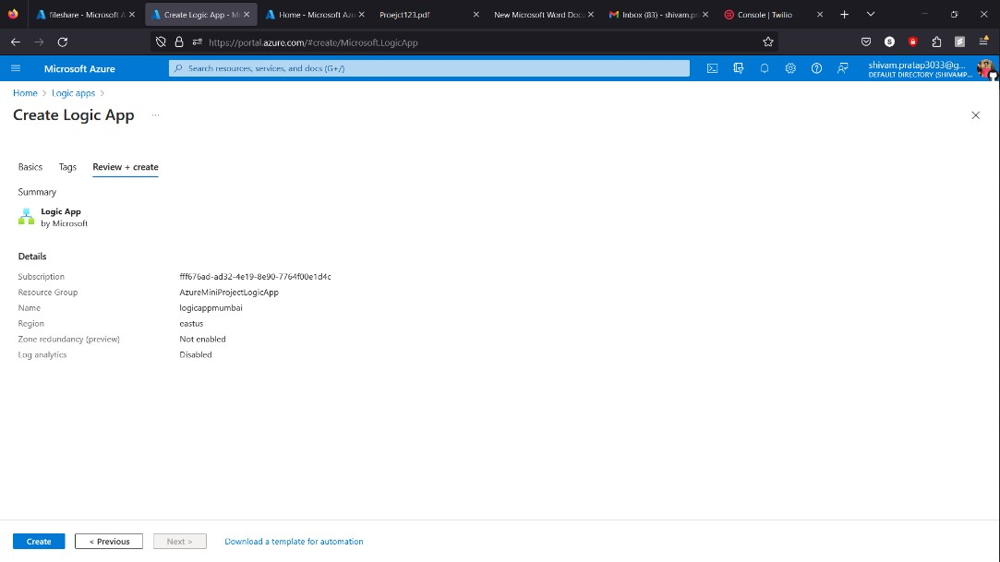 fileshare - Microsoft A
Create Logic App - Mi
Home - Microsoft Azu
Proejct123.pdf
New Microsoft Word Doc
Inbox (83) - shivam.pr
Console | Twilio
https://portal.azure.com/#create/Microsoft.LogicApp
Microsoft Azure
Search resources, services, and docs (G+/)
shivam.pratap3033@g...
DEFAULT DIRECTORY (SHIVAMP...
Home > Logic apps >
Create Logic App ...
Basics Tags Review + create
Summary
Logic App
by Microsoft
Details
Subscription fff676ad-ad32-4e19-8e90-7764f00e1d4c
Resource Group AzureMiniProjectLogicApp
Name logicappmumbai
Region eastus
Zone redundancy (preview) Not enabled
Log analytics Disabled
Create < Previous Next > Download a template for automation